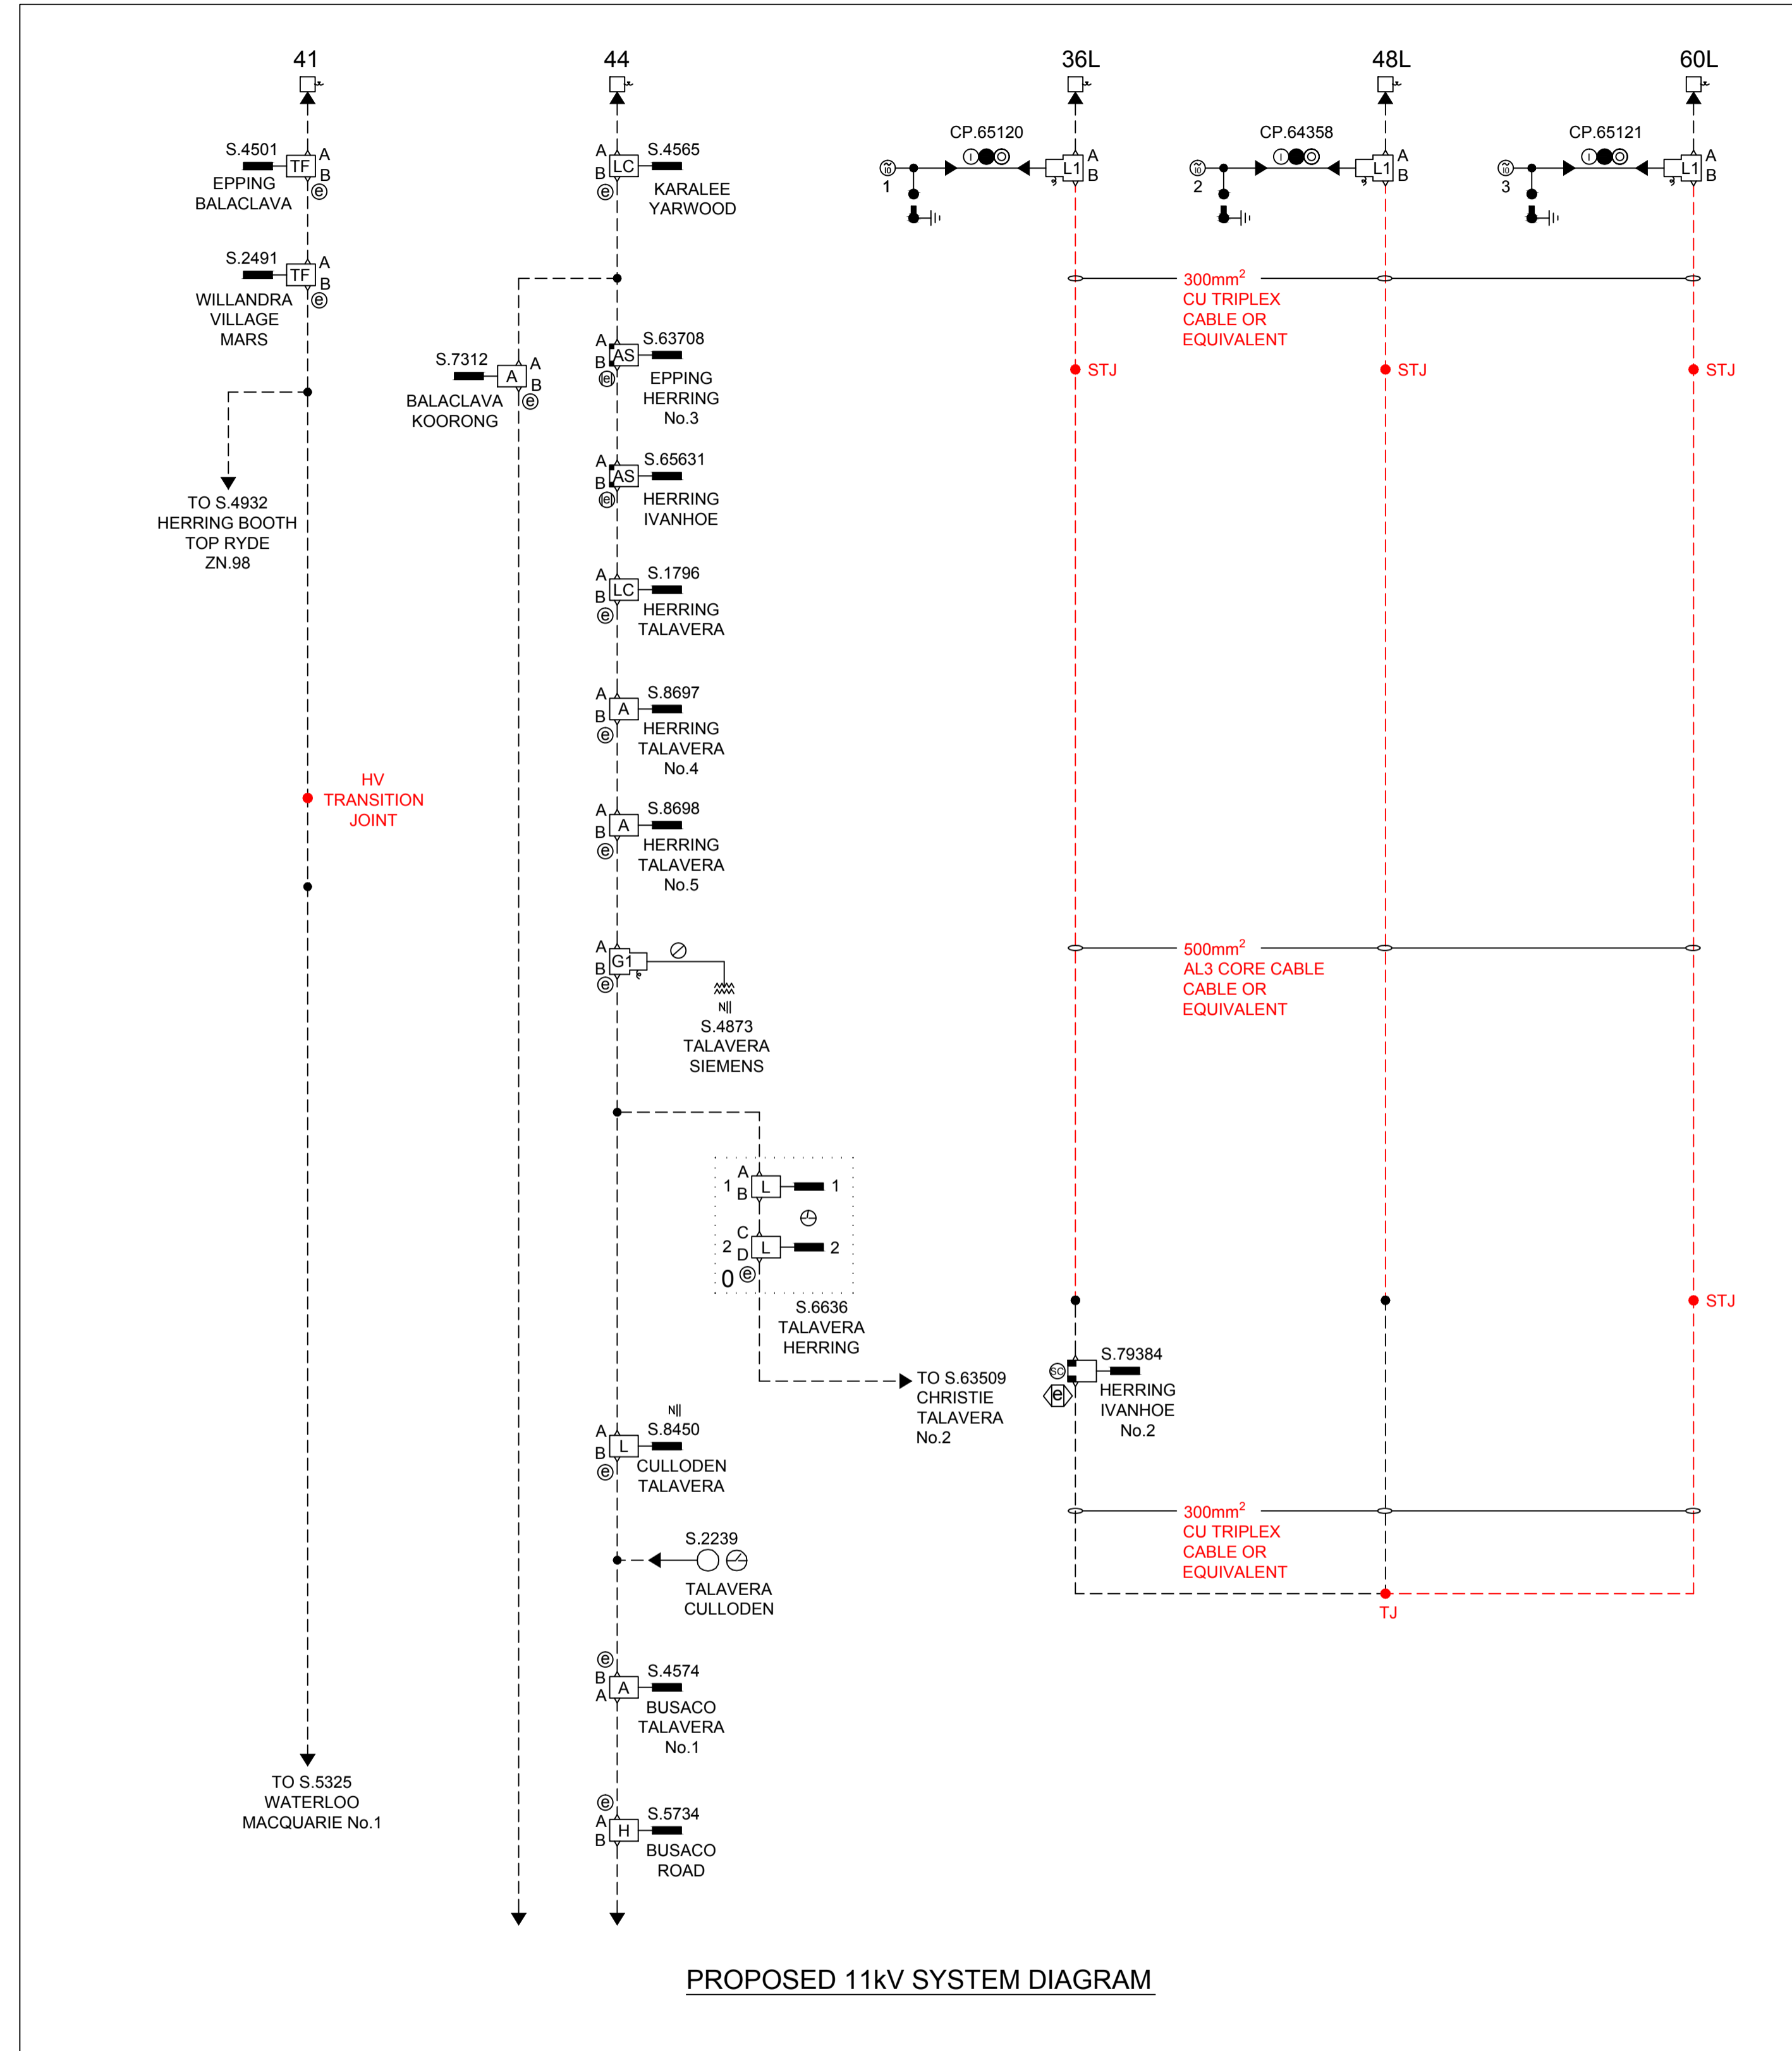 41
44
36L
48L
60L
S.4501
TF
A
B
e
EPPING
BALACLAVA
S.2491
TF
A
B
e
WILLANDRA
VILLAGE
MARS
TO S.4932
HERRING BOOTH
TOP RYDE
ZN.98
HV
TRANSITION
JOINT
TO S.5325
WATERLOO
MACQUARIE No.1
A
B
e
LC
S.4565
KARALEE
YARWOOD
S.7312
A
A
B
e
BALACLAVA
KOORONG
A
B
e
AS
S.63708
EPPING
HERRING
No.3
A
B
e
AS
S.65631
HERRING
IVANHOE
A
B
e
LC
S.1796
HERRING
TALAVERA
A
B
e
A
S.8697
HERRING
TALAVERA
No.4
A
B
e
A
S.8698
HERRING
TALAVERA
No.5
A
B
e
G1
N||
S.4873
TALAVERA
SIEMENS
1
A
B
L
1
2
C
D
L
2
0 e
S.6636
TALAVERA
HERRING
TO S.63509
CHRISTIE
TALAVERA
No.2
N||
S.8450
A
B
e
L
CULLODEN
TALAVERA
S.2239
TALAVERA
CULLODEN
e
B
A
A
S.4574
BUSACO
TALAVERA
No.1
e
A
B
H
S.5734
BUSACO
ROAD
CP.65120
I
O
10
1
L1
A
B
CP.64358
I
O
10
2
L1
A
B
CP.65121
I
O
10
3
L1
A
B
300mm²
CU TRIPLEX
CABLE OR
EQUIVALENT
STJ
STJ
STJ
500mm²
AL3 CORE CABLE
CABLE OR
EQUIVALENT
STJ
SC
e
S.79384
HERRING
IVANHOE
No.2
300mm²
CU TRIPLEX
CABLE OR
EQUIVALENT
TJ
PROPOSED 11kV SYSTEM DIAGRAM